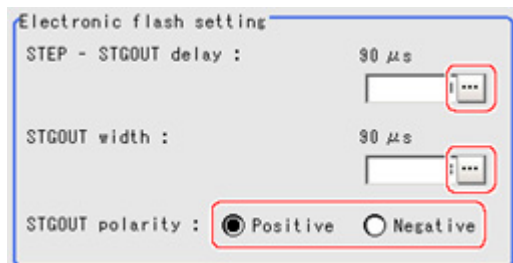 Electronic flash setting
STEP - STGOUT delay : 90 μs
...
STGOUT width : 90 μs
...
STGOUT polarity : Positive Negative